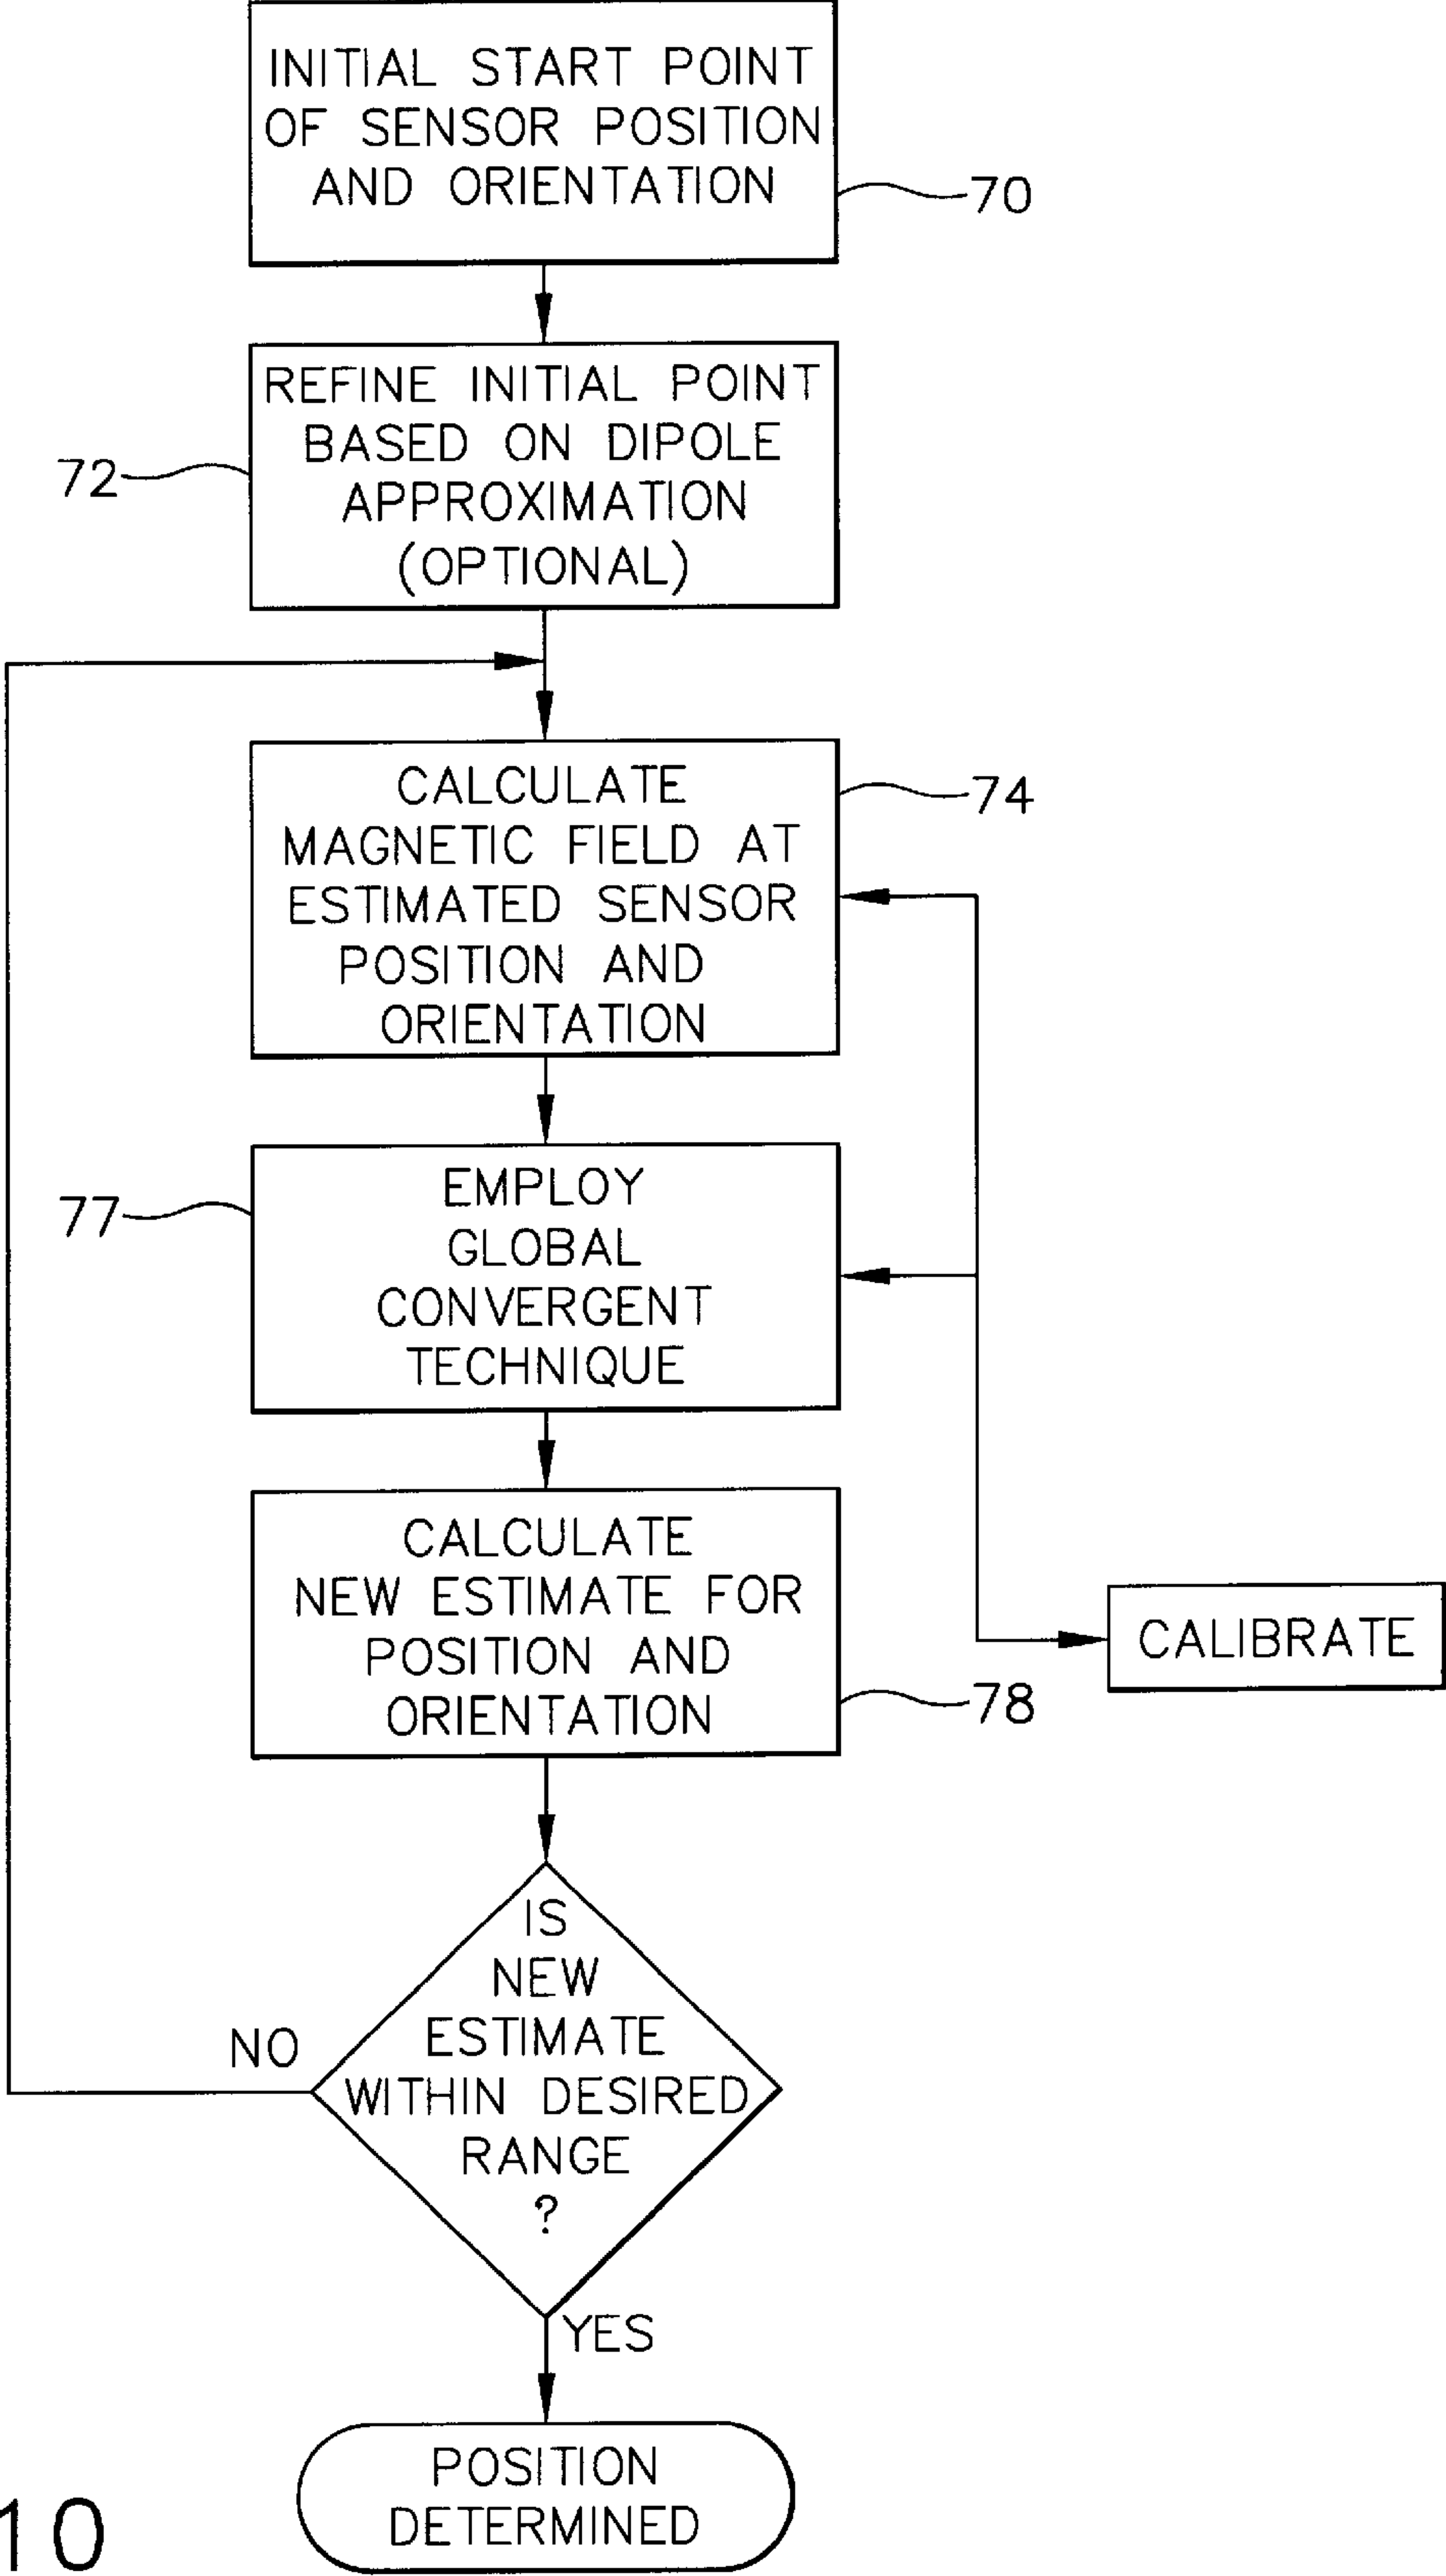 INITIAL START POINT
OF SENSOR POSITION
AND ORIENTATION
70
REFINE INITIAL POINT
BASED ON DIPOLE
APPROXIMATION
(OPTIONAL)
72
CALCULATE
MAGNETIC FIELD AT
ESTIMATED SENSOR
POSITION AND
ORIENTATION
74
EMPLOY
GLOBAL
CONVERGENT
TECHNIQUE
77
CALCULATE
NEW ESTIMATE FOR
POSITION AND
ORIENTATION
78
CALIBRATE
IS
NEW
ESTIMATE
WITHIN DESIRED
RANGE
?
NO
YES
POSITION
DETERMINED
10